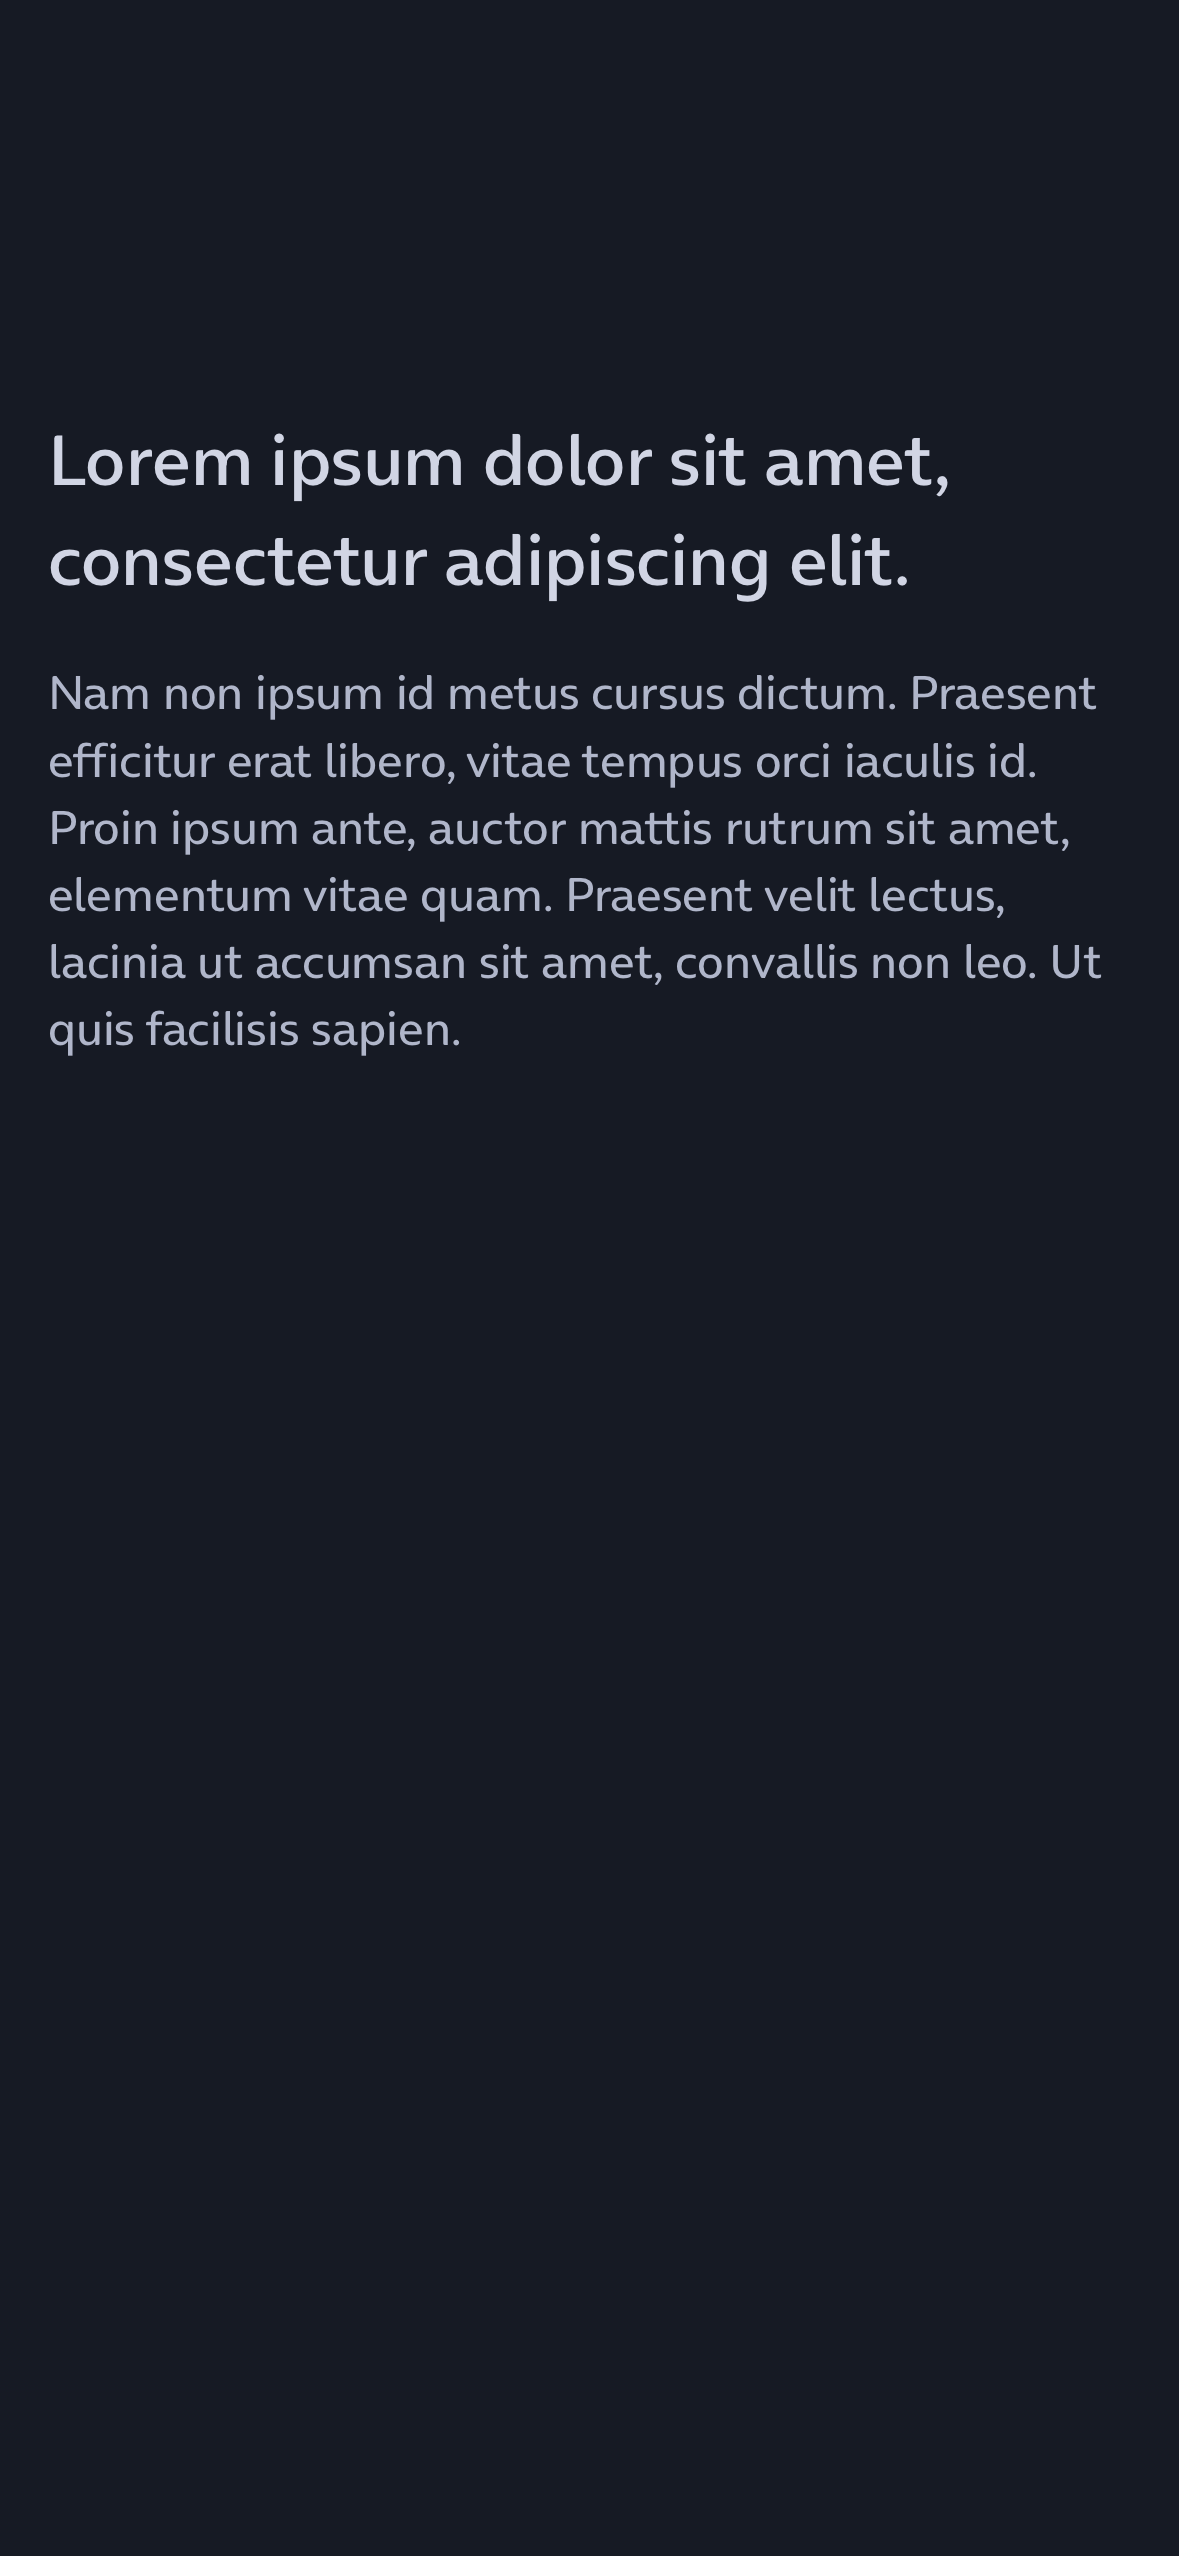 Lorem ipsum dolor sit amet,
consectetur adipiscing elit.
Nam non ipsum id metus cursus dictum. Praesent
efficitur erat libero, vitae tempus orci iaculis id.
Proin ipsum ante, auctor mattis rutrum sit amet,
elementum vitae quam. Praesent velit lectus,
lacinia ut accumsan sit amet, convallis non leo. Ut
quis facilisis sapien.